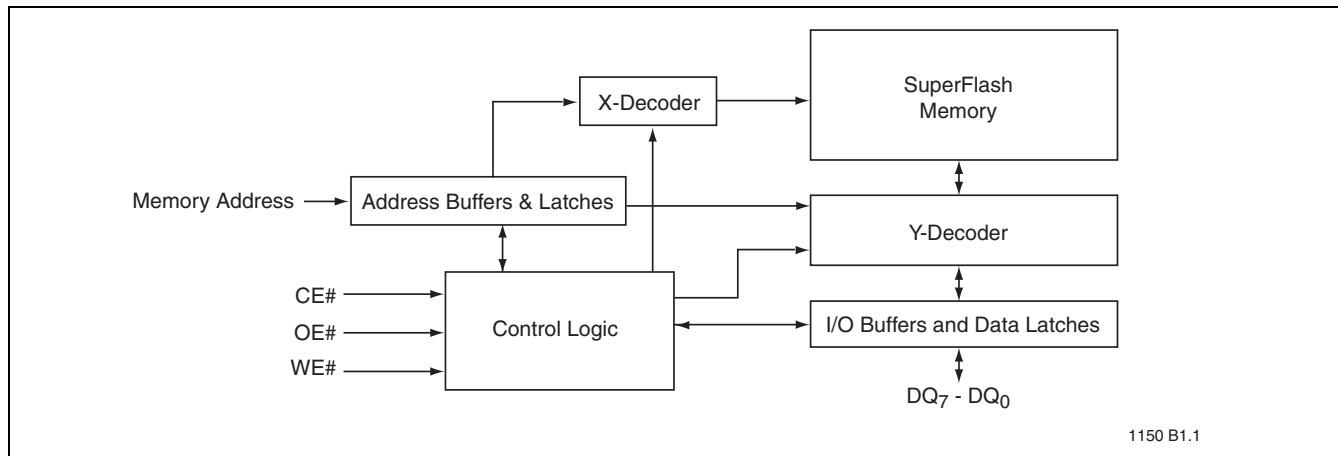 SuperFlash
Memory
X-Decoder
Memory Address
Address Buffers & Latches
Y-Decoder
CE#
OE#
WE#
Control Logic
I/O Buffers and Data Latches
DQ7 - DQ0
1150 B1.1